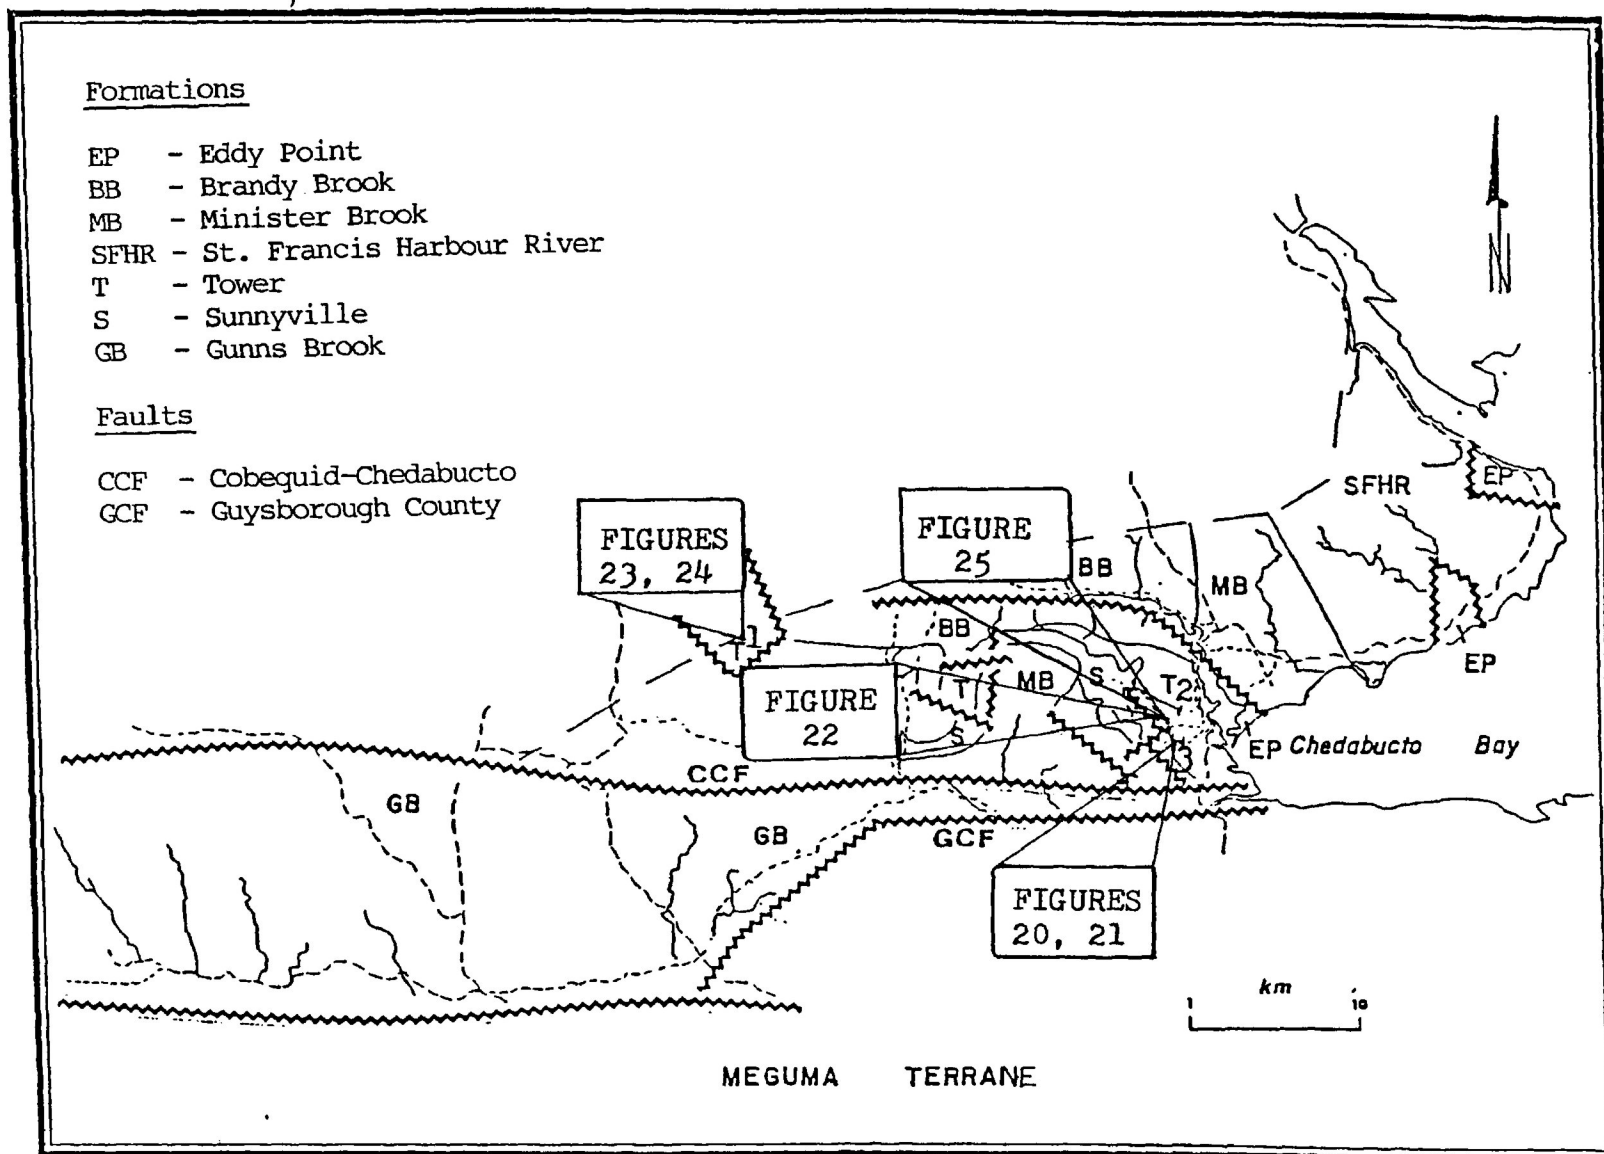 Formations
EP - Eddy Point
BB - Brandy Brook
MB - Minister Brook
SFHR - St. Francis Harbour River
T - Tower
S - Sunnyville
GB - Gunns Brook
Faults
CCF - Cobequid-Chedabucto
GCF - Guysborough County
N
SFHR
EP
FIGURES
23, 24
FIGURE
25
BB
MB
1
BB
EP
T
MB
S
T2
FIGURE
22
S
3
EP
Chedabucto Bay
CCF
GB
GB
GCF
FIGURES
20, 21
km
1
10
MEGUMA TERRANE